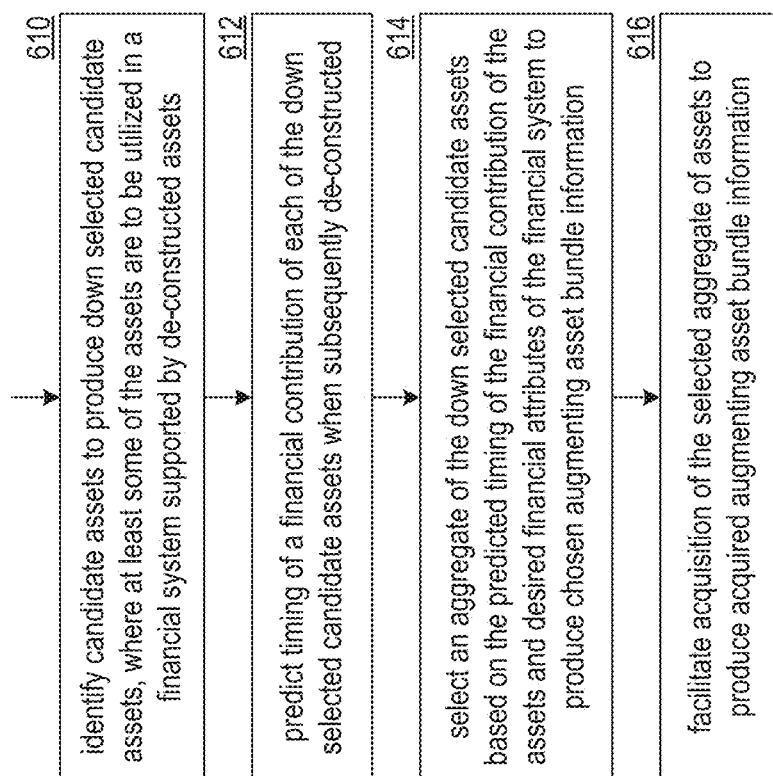 610
identify candidate assets to produce down selected candidate
assets, where at least some of the assets are to be utilized in a
financial system supported by de-constructed assets
612
predict timing of a financial contribution of each of the down
selected candidate assets when subsequently de-constructed
614
select an aggregate of the down selected candidate assets
based on the predicted timing of the financial contribution of the
assets and desired financial attributes of the financial system to
produce chosen augmenting asset bundle information
616
facilitate acquisition of the selected aggregate of assets to
produce acquired augmenting asset bundle information